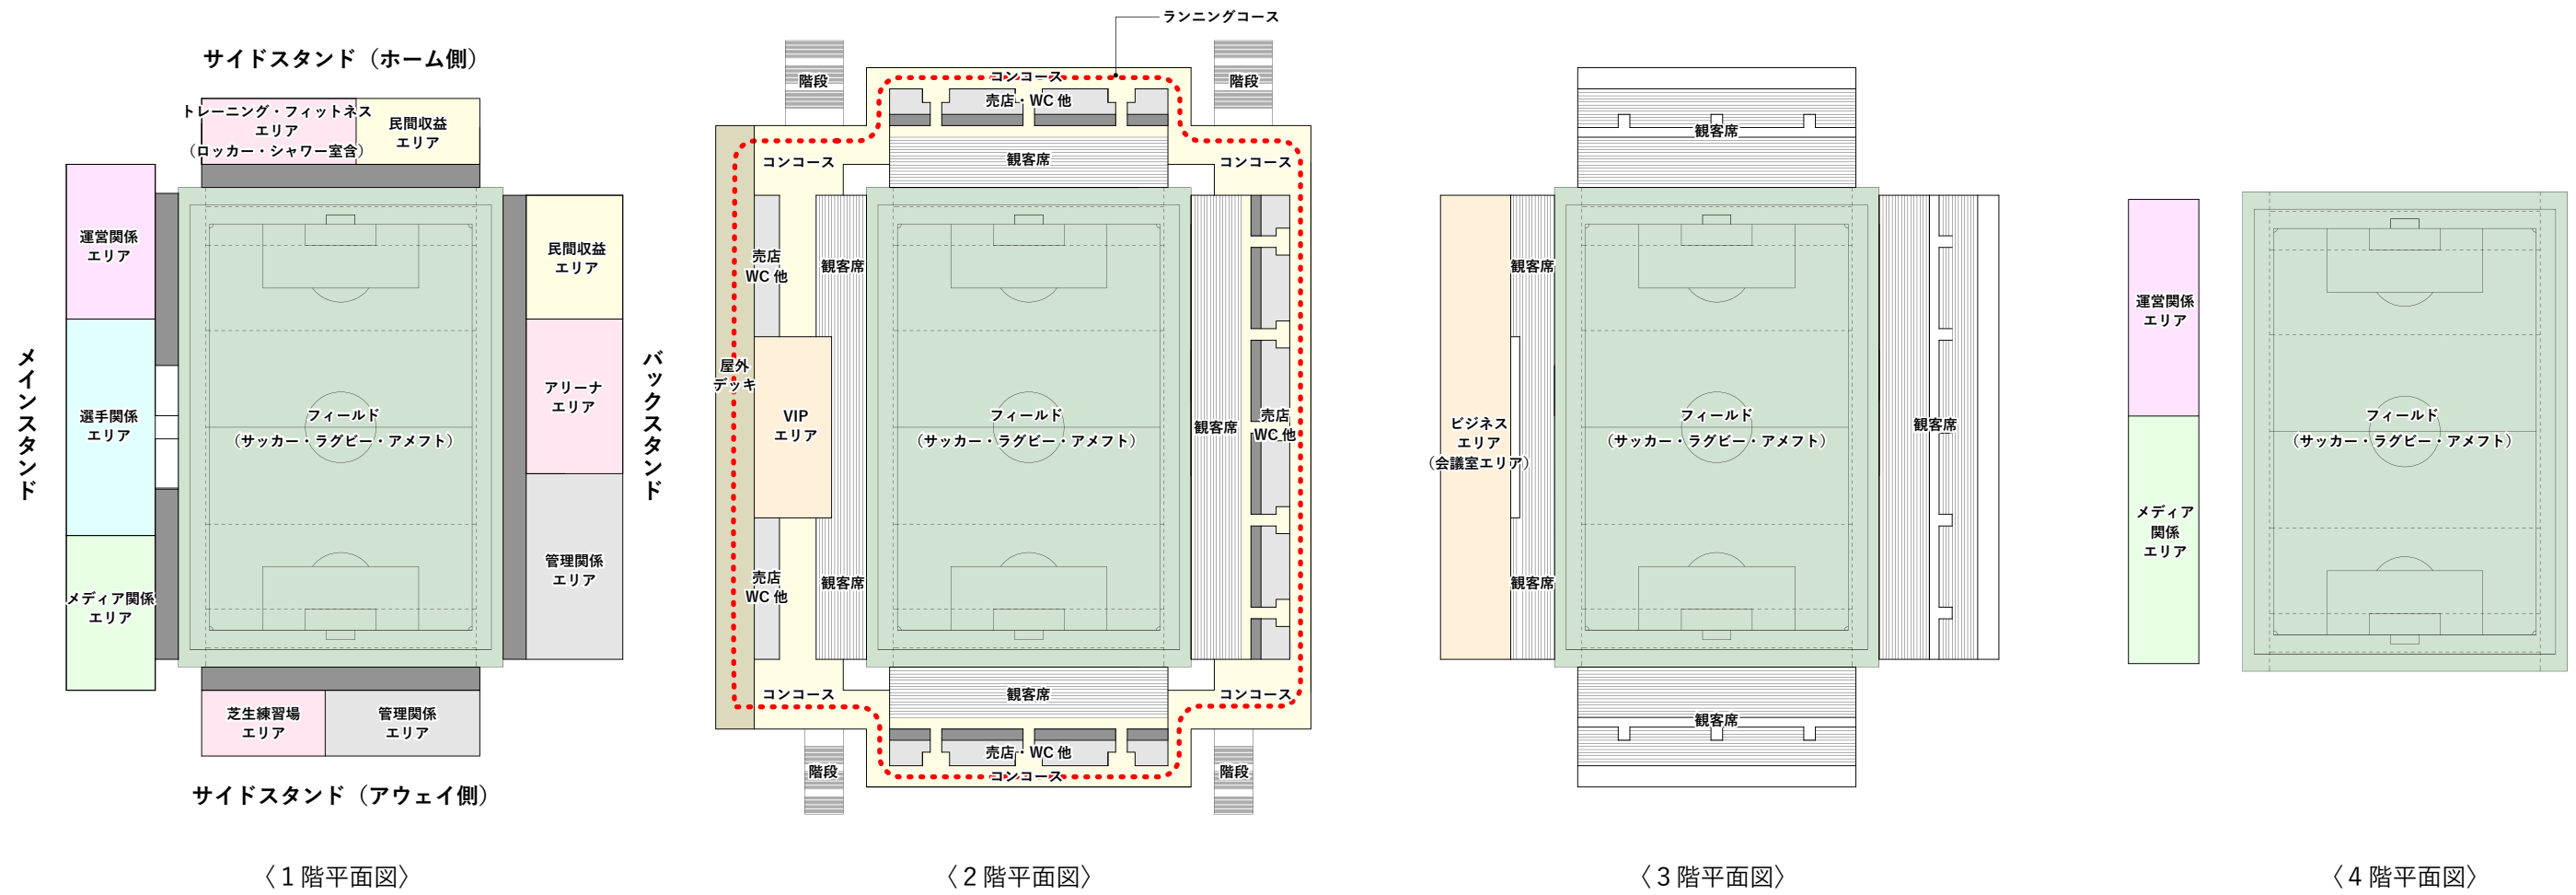 サイドスタンド（ホーム側）
トレーニング・フィットネス
エリア
（ロッカー・シャワー室含）
民間収益
エリア
運営関係
エリア
選手関係
エリア
メディア関係
エリア
メインスタンド
フィールド
（サッカー・ラグビー・アメフト）
民間収益
エリア
アリーナ
エリア
管理関係
エリア
バックスタンド
芝生練習場
エリア
管理関係
エリア
サイドスタンド（アウェイ側）
〈１階平面図〉
ランニングコース
階段
コンコース
売店・WC 他
階段
コンコース
観客席
コンコース
売店
WC 他
観客席
屋外
デッキ
VIP
エリア
フィールド
（サッカー・ラグビー・アメフト）
観客席
売店
WC 他
売店
WC 他
観客席
コンコース
観客席
コンコース
売店・WC 他
コンコース
階段
階段
〈２階平面図〉
観客席
観客席
ビジネス
エリア
（会議室エリア）
フィールド
（サッカー・ラグビー・アメフト）
観客席
観客席
観客席
〈３階平面図〉
運営関係
エリア
メディア
関係
エリア
フィールド
（サッカー・ラグビー・アメフト）
〈４階平面図〉